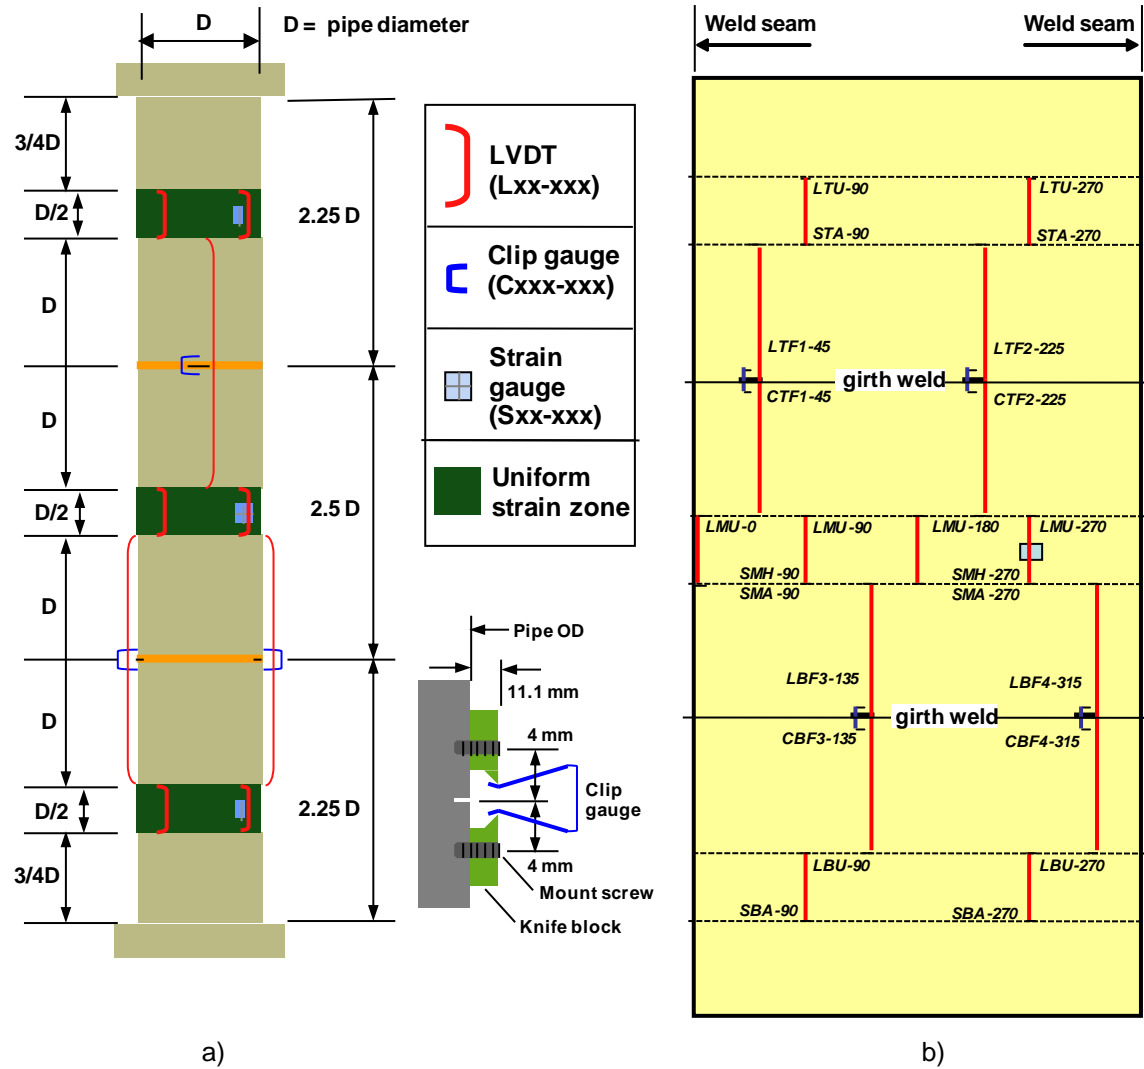 D
D = pipe diameter
3/4D
D/2
D
D
D/2
D
D
D/2
3/4D
2.25 D
2.5 D
2.25 D
LVDT
(Lxx-xxx)
Clip gauge
(Cxxx-xxx)
Strain
gauge
(Sxx-xxx)
Uniform
strain zone
Pipe OD
11.1 mm
4 mm
Clip
gauge
4 mm
Mount screw
Knife block
a)
Weld seam
Weld seam
LTU-90
LTU-270
STA-90
STA-270
LTF1-45
LTF2-225
girth weld
CTF1-45
CTF2-225
LMU-0
LMU-90
LMU-180
LMU-270
SMH-90
SMH-270
SMA-90
SMA-270
LBF3-135
LBF4-315
girth weld
CBF3-135
CBF4-315
LBU-90
LBU-270
SBA-90
SBA-270
b)